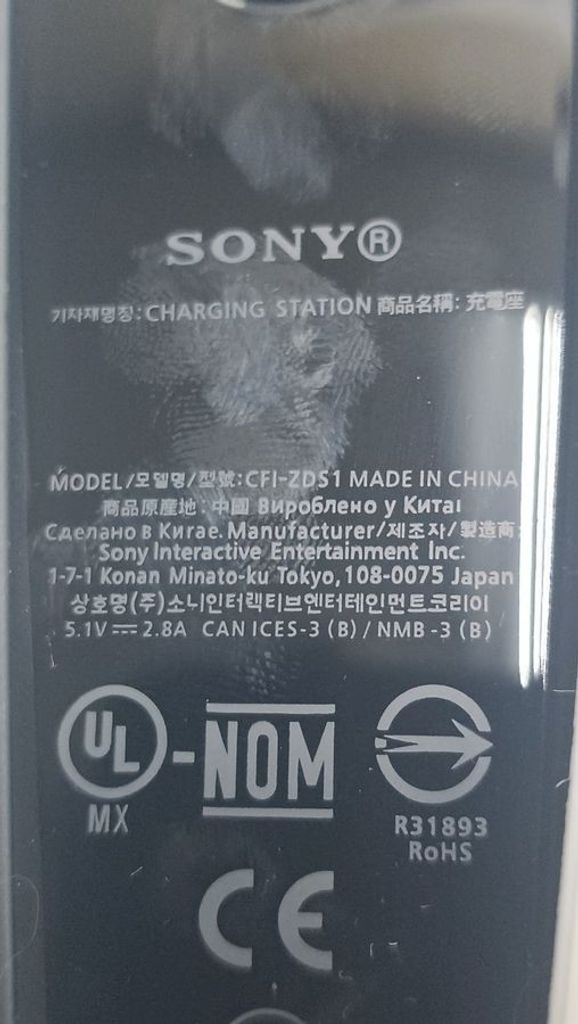 SONY®
기자재명칭: CHARGING STATION 商品名稱: 充電座
MODEL/모델명/型號: CFI-ZDS1 MADE IN CHINA
商品原產地: 中國 Вироблено у Китаї
Сделано в Китае. Manufacturer/제조자/製造商:
Sony Interactive Entertainment Inc.
1-7-1 Konan Minato-ku Tokyo, 108-0075 Japan
상호명(주)소니인터렉티브엔터테인먼트코리아
5.1V ⎓ 2.8A CAN ICES-3 (B) / NMB-3 (B)
UL - NOM
MX
R31893
RoHS
CE